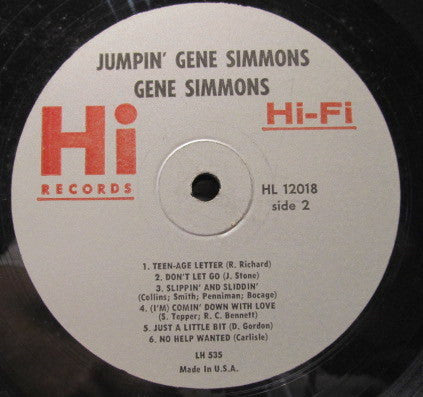 JUMPIN' GENE SIMMONS
GENE SIMMONS
Hi
RECORDS
Hi-Fi
HL 12018
side 2
1. TEEN-AGE LETTER (R. Richard)
2. DON'T LET GO (J. Stone)
3. SLIPPIN' AND SLIDDIN'
(Collins; Smith; Penniman; Bocage)
4. (I'M) COMIN' DOWN WITH LOVE
(S. Tepper; R. C. Bennett)
5. JUST A LITTLE BIT (D. Gordon)
6. NO HELP WANTED (Carlisle)
LH 535
Made in U.S.A.